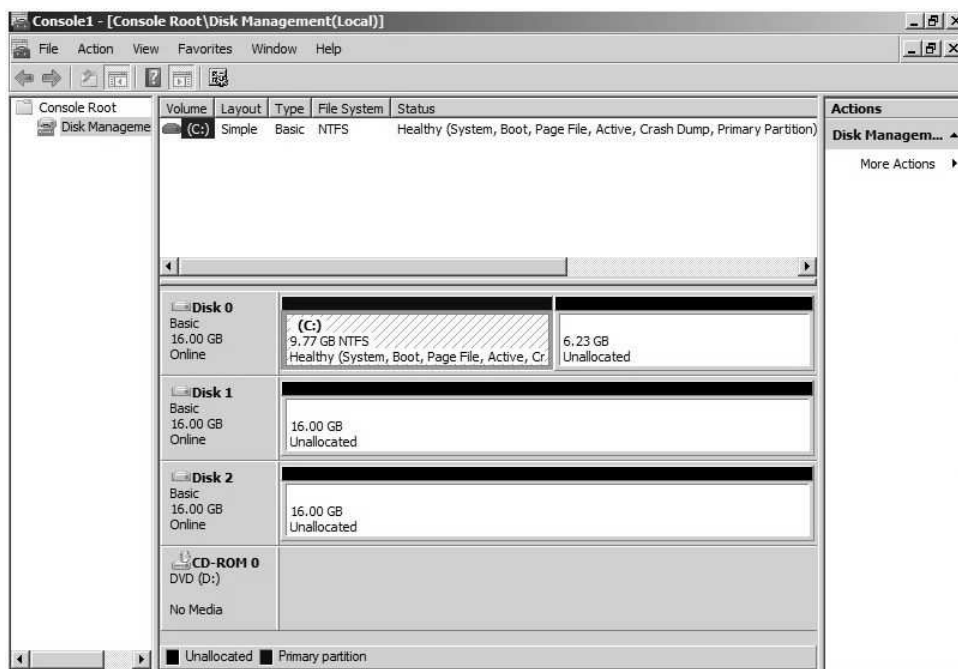 Console1 - [Console Root\Disk Management(Local)]
File Action View Favorites Window Help
Console Root
Disk Manageme
Volume Layout Type File System Status
(C:) Simple Basic NTFS Healthy (System, Boot, Page File, Active, Crash Dump, Primary Partition)
Actions
Disk Managem...
More Actions
Disk 0
Basic
16.00 GB
Online
(C:)
9.77 GB NTFS
Healthy (System, Boot, Page File, Active, Cr
6.23 GB
Unallocated
Disk 1
Basic
16.00 GB
Online
16.00 GB
Unallocated
Disk 2
Basic
16.00 GB
Online
16.00 GB
Unallocated
CD-ROM 0
DVD (D:)
No Media
Unallocated Primary partition